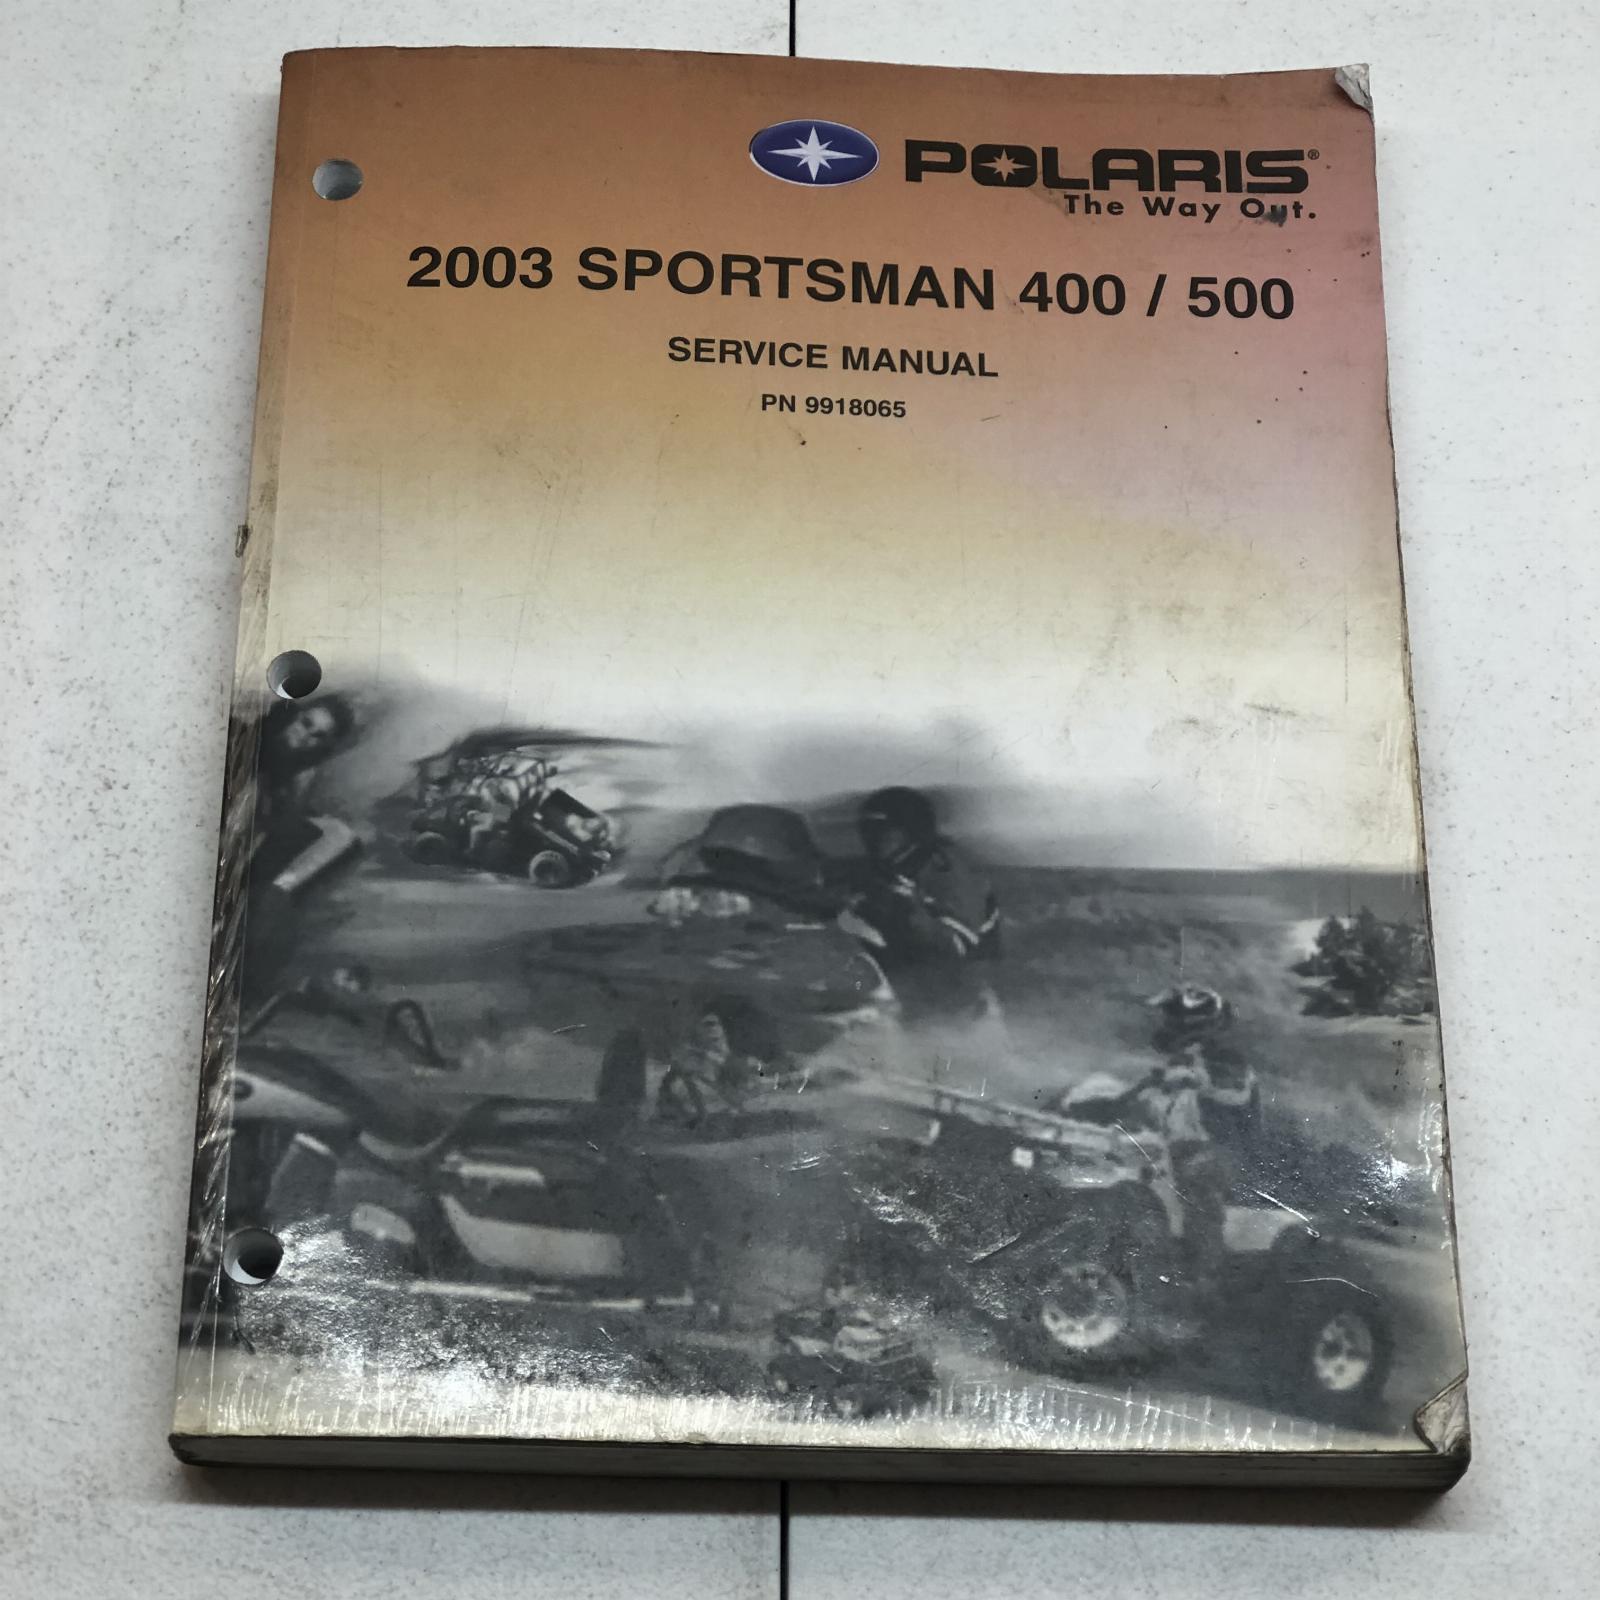 POLARIS®
The Way Out.
2003 SPORTSMAN 400 / 500
SERVICE MANUAL
PN 9918065